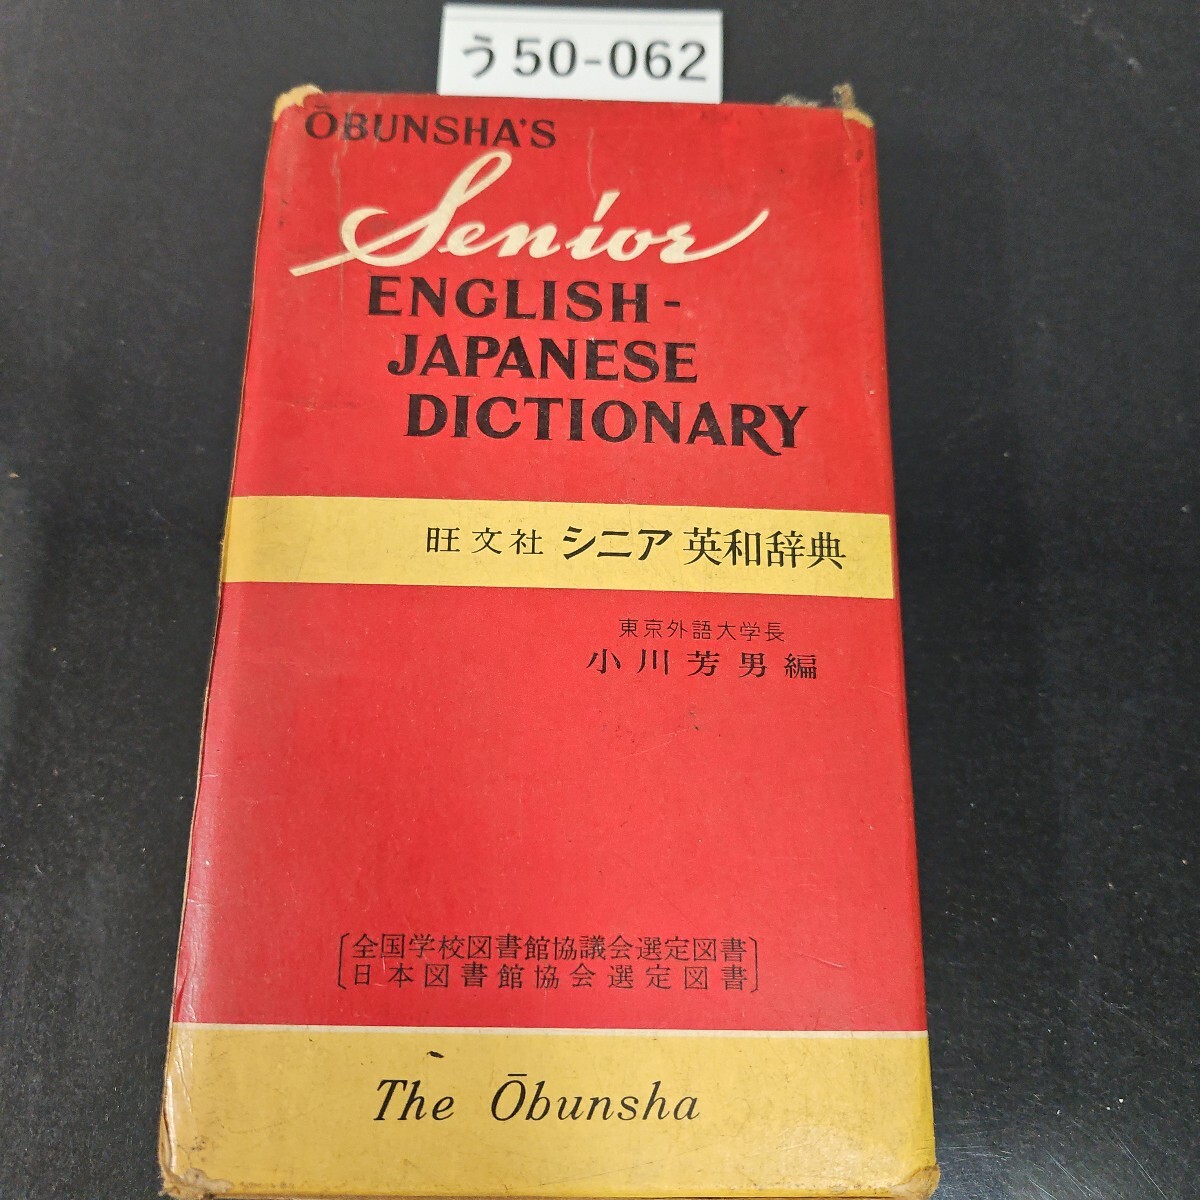 う50-062
ŌBUNSHA'S
Senior
ENGLISH-
JAPANESE
DICTIONARY
旺文社 シニア 英和辞典
東京外語大学長
小川芳男編
全国学校図書館協議会選定図書
日本図書館協会選定図書
The Ōbunsha